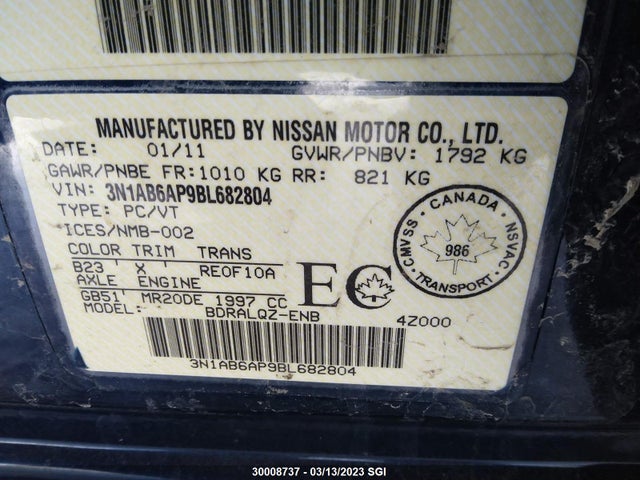 MANUFACTURED BY NISSAN MOTOR CO., LTD.
DATE: 01/11 GVWR/PNBV: 1792 KG
GAWR/PNBE FR:1010 KG RR: 821 KG
VIN: 3N1AB6AP9BL682804
TYPE: PC/VT
ICES/NMB-002
COLOR TRIM TRANS
B23 X REOF10A
AXLE ENGINE
GB51 MR20DE 1997 CC
MODEL: BDRALQZ-ENB 4Z000
EC
CANADA
CMVSS NSVAC
986
TRANSPORT
3N1AB6AP9BL682804
30008737 - 03/13/2023 SGI